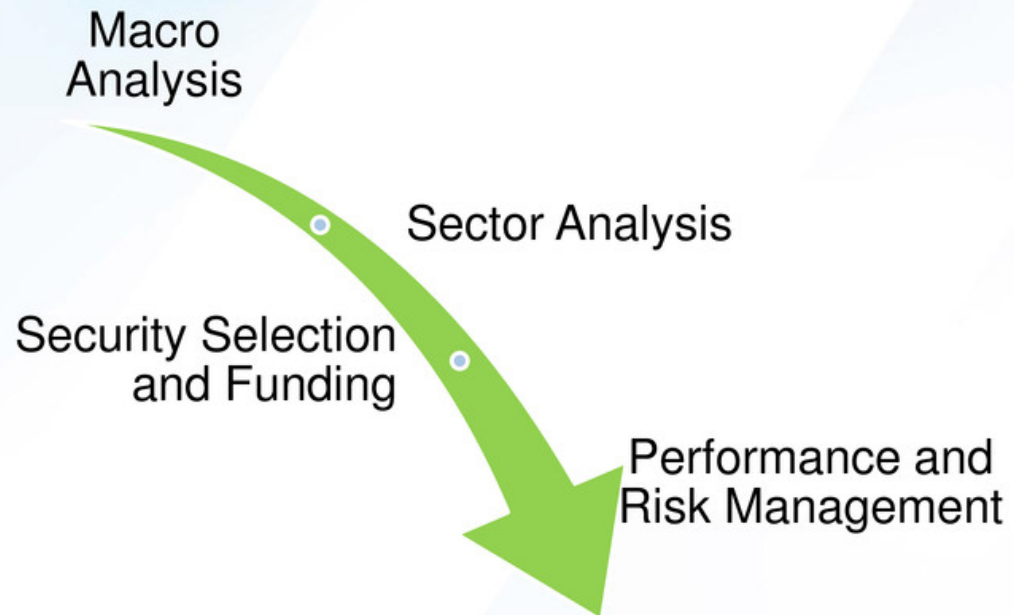 Macro
Analysis
Sector Analysis
Security Selection
and Funding
Performance and
Risk Management